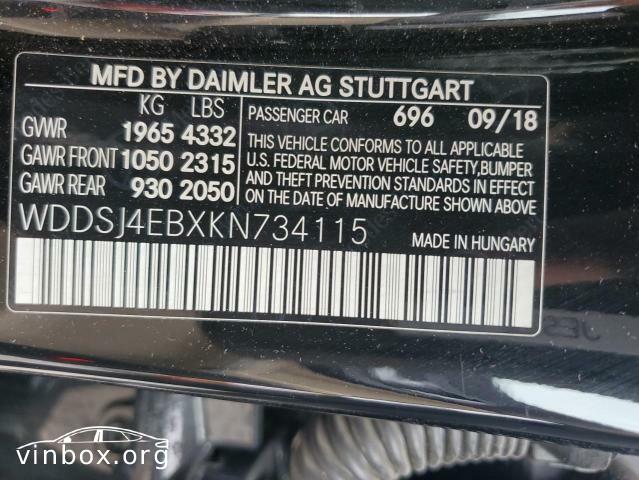 MFD BY DAIMLER AG STUTTGART
KG LBS
GVWR 1965 4332
GAWR FRONT 1050 2315
GAWR REAR 930 2050
PASSENGER CAR 696 09/18
THIS VEHICLE CONFORMS TO ALL APPLICABLE
U.S. FEDERAL MOTOR VEHICLE SAFETY, BUMPER
AND THEFT PREVENTION STANDARDS IN EFFECT
ON THE DATE OF MANUFACTURE SHOWN ABOVE.
WDDSJ4EBXKN734115
MADE IN HUNGARY
vinbox.org